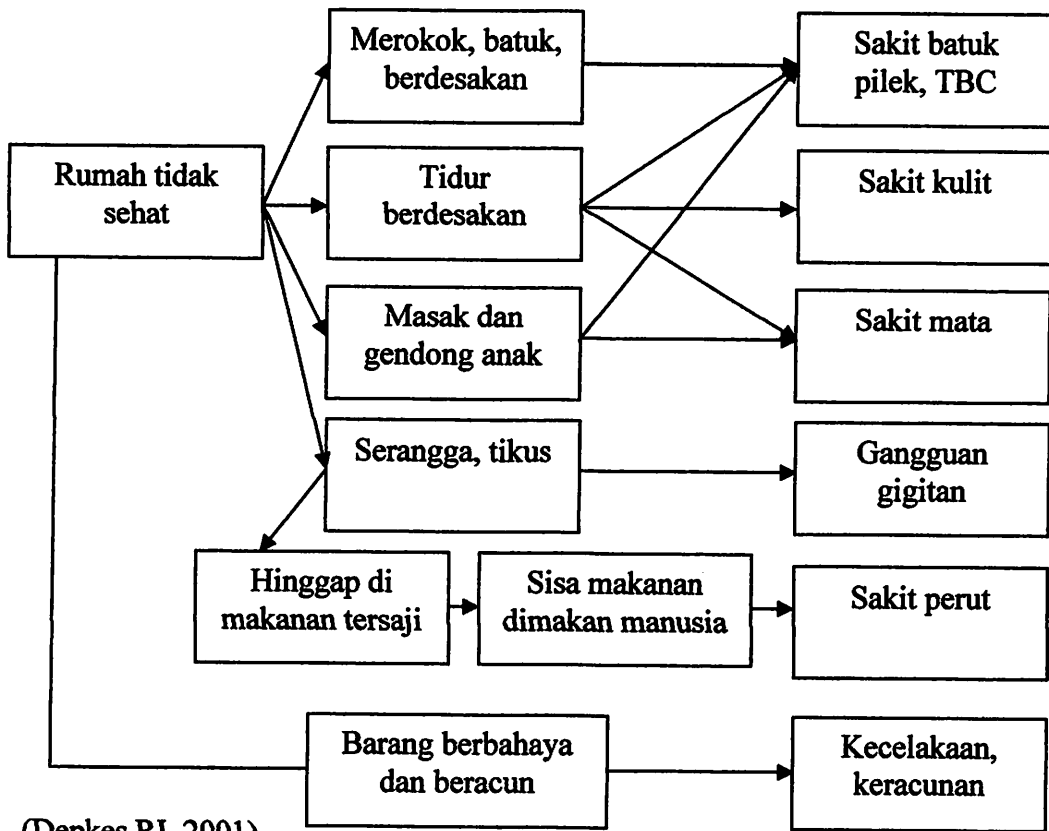 Merokok, batuk,
berdesakan
Sakit batuk
pilek, TBC
Rumah tidak
sehat
Tidur
berdesakan
Sakit kulit
Masak dan
gendong anak
Sakit mata
Serangga, tikus
Gangguan
gigitan
Hinggap di
makanan tersaji
Sisa makanan
dimakan manusia
Sakit perut
Barang berbahaya
dan beracun
Kecelakaan,
keracunan
(Depkes RI, 2001)